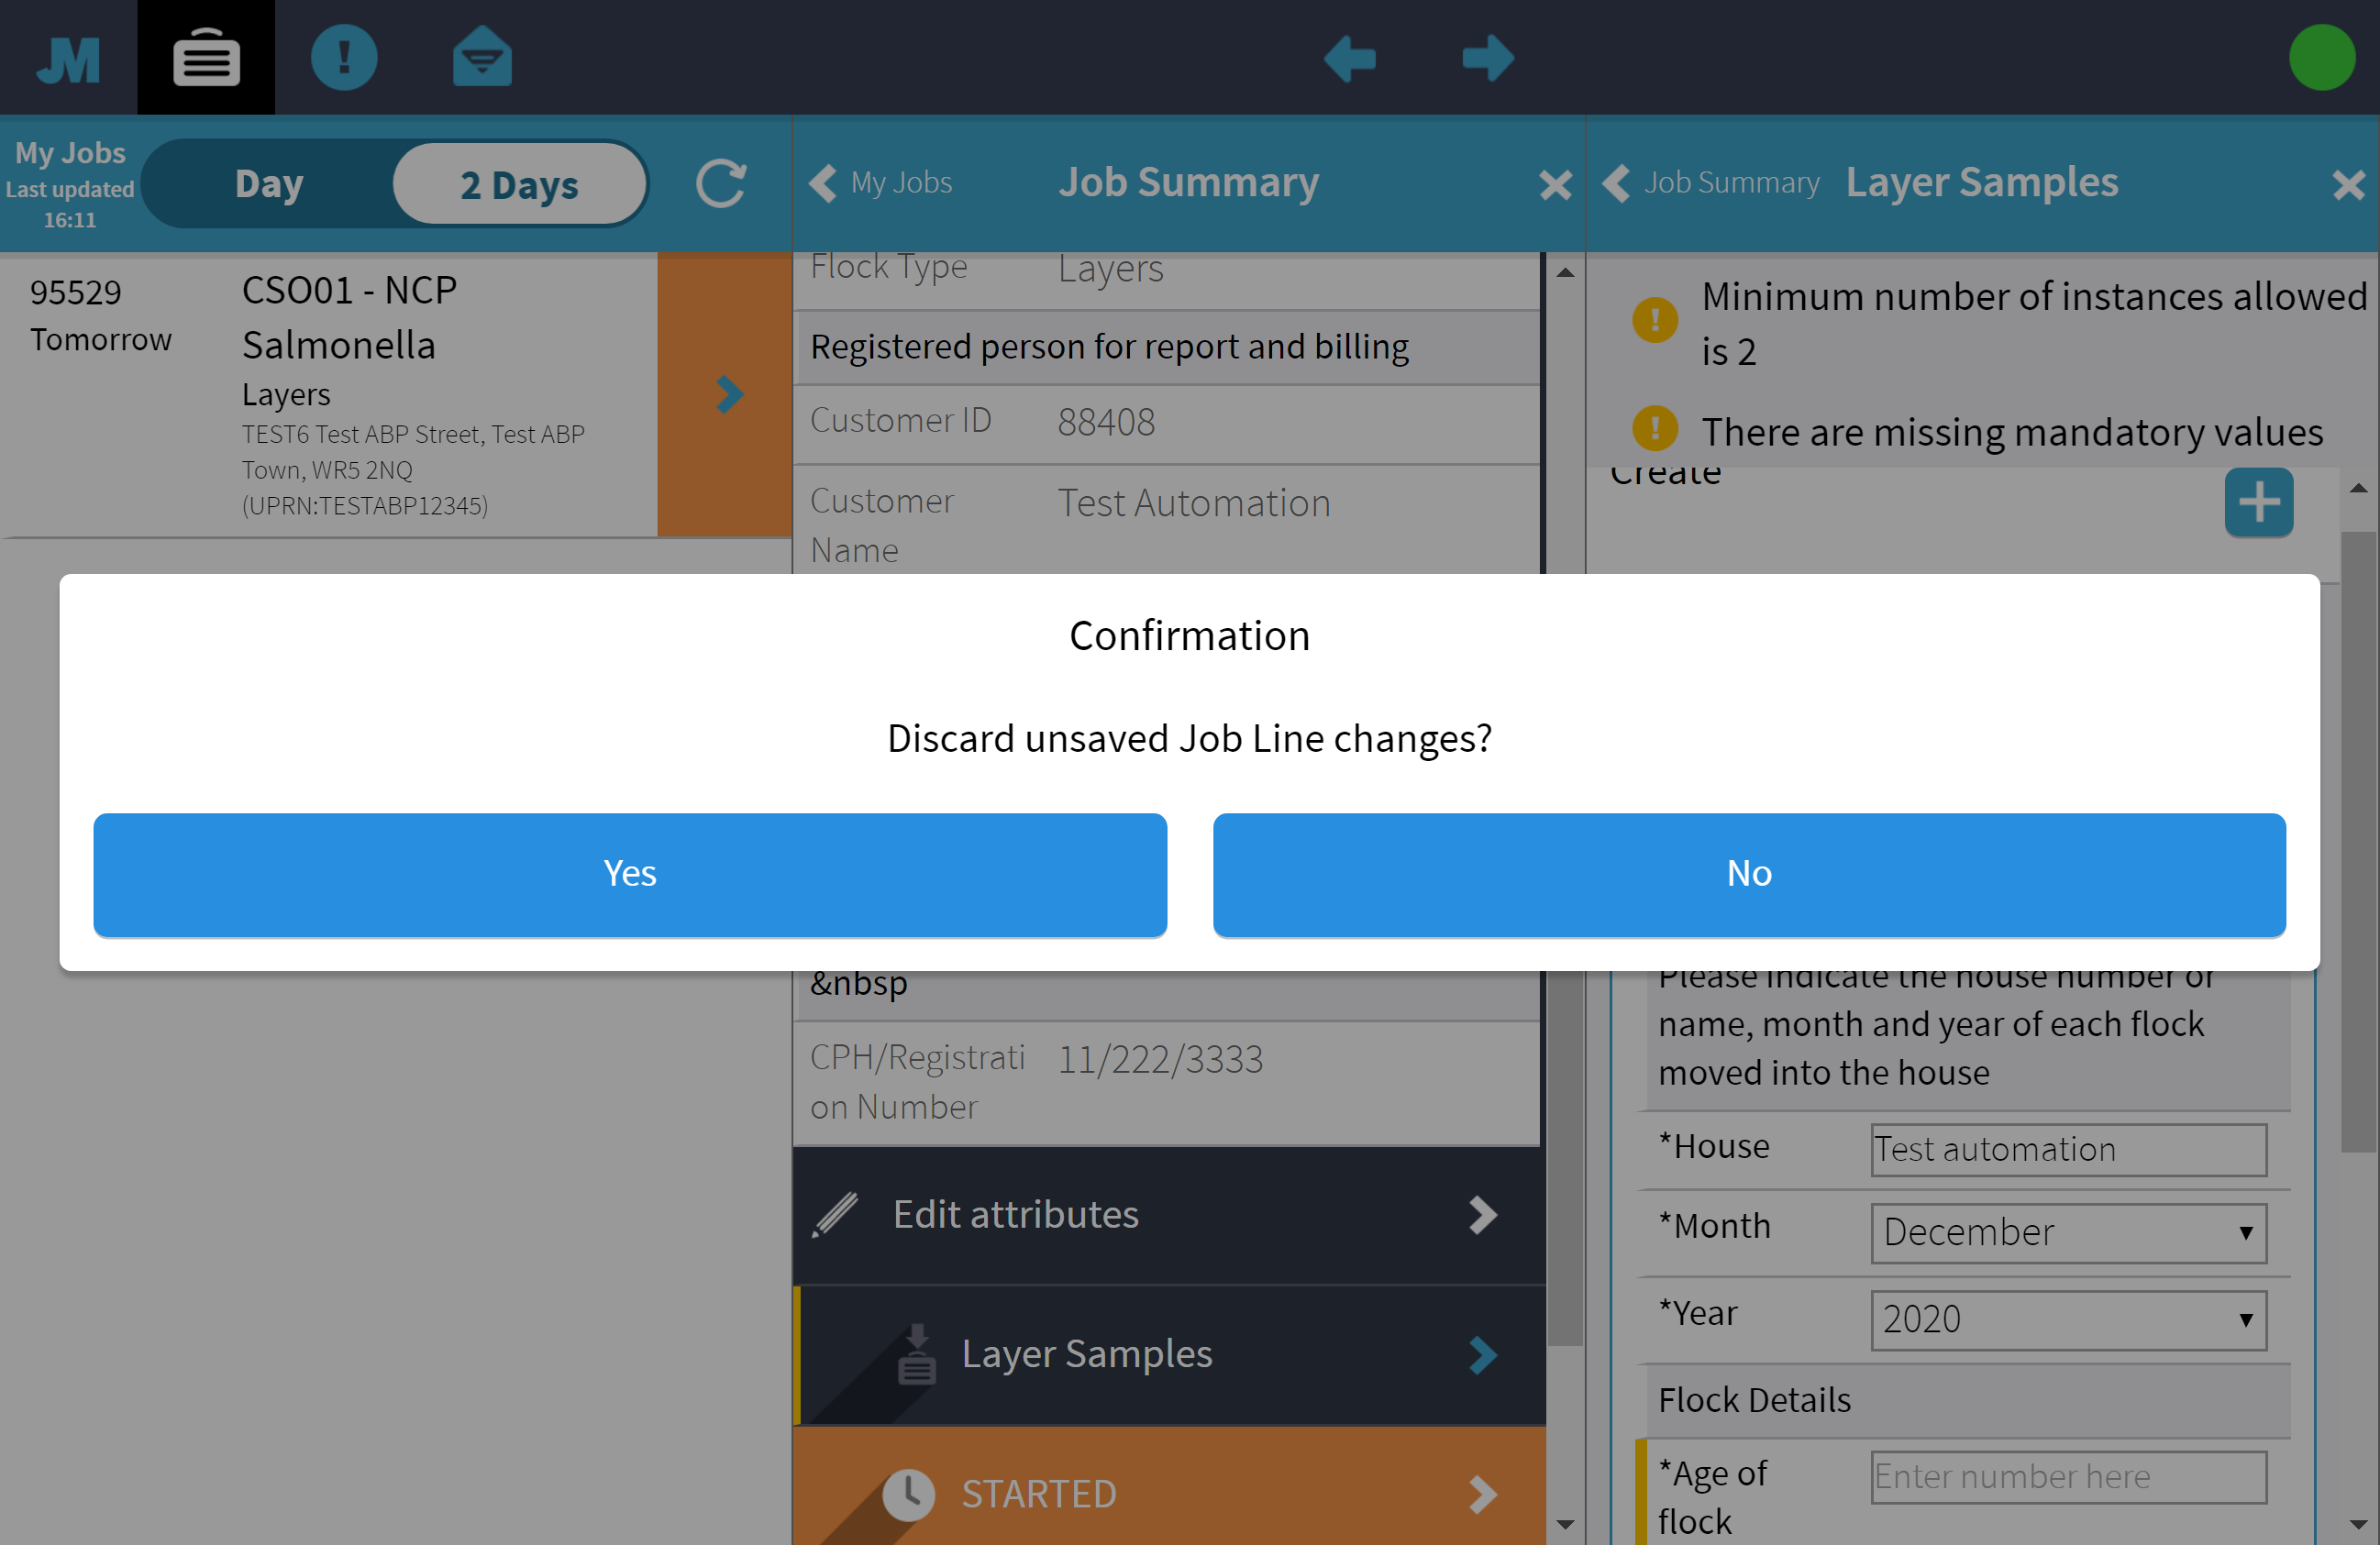 JM
My Jobs
Last updated
16:11
Day
2 Days
My Jobs
Job Summary
Job Summary
Layer Samples
95529
Tomorrow
CSO01 - NCP
Salmonella
Layers
TEST6 Test ABP Street, Test ABP
Town, WR5 2NQ
(UPRN:TESTABP12345)
Flock Type
Layers
Registered person for report and billing
Customer ID
88408
Customer
Name
Test Automation
Minimum number of instances allowed
is 2
There are missing mandatory values
Create
Confirmation
Discard unsaved Job Line changes?
Yes
No
&nbsp
CPH/Registrati
on Number
11/222/3333
Edit attributes
Layer Samples
STARTED
Please indicate the house number or
name, month and year of each flock
moved into the house
*House
Test automation
*Month
December
*Year
2020
Flock Details
*Age of
flock
Enter number here